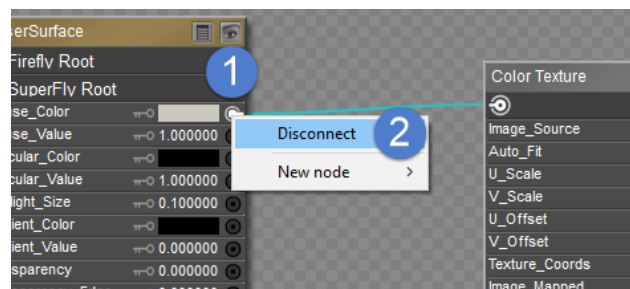 serSurface
Firefly Root
1
SuperFly Root
Color Texture
se_Color
se_Value 1.000000
Disconnect 2
Image_Source
cular_Color
Auto_Fit
cular_Value 1.000000
New node >
U_Scale
light_Size 0.100000
V_Scale
ient_Color
U_Offset
ient_Value 0.000000
V_Offset
sparency 0.000000
Texture_Coords
Image_Mapped